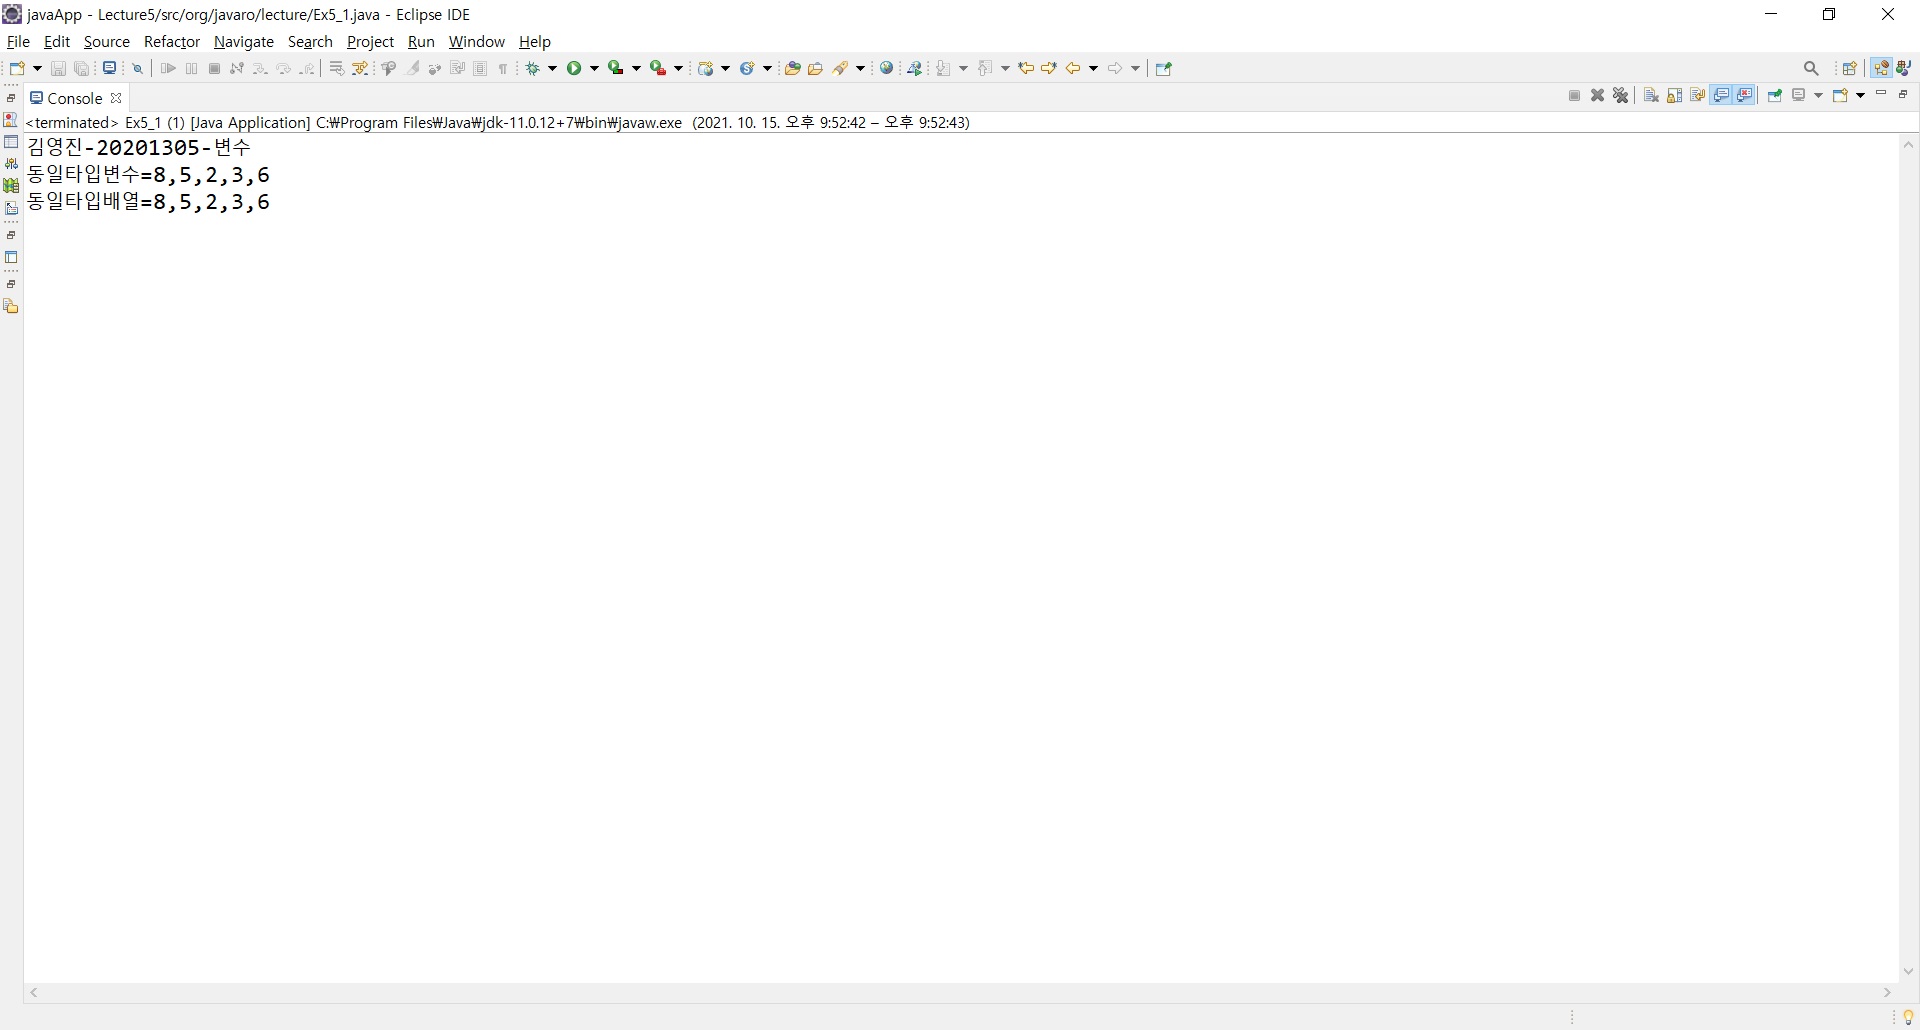 javaApp - Lecture5/src/org/javaro/lecture/Ex5_1.java - Eclipse IDE
File Edit Source Refactor Navigate Search Project Run Window Help
Console
<terminated> Ex5_1 (1) [Java Application] C:₩Program Files₩Java₩jdk-11.0.12+7₩bin₩javaw.exe (2021. 10. 15. 오후 9:52:42 – 오후 9:52:43)
김영진-20201305-변수
동일타입변수=8,5,2,3,6
동일타입배열=8,5,2,3,6